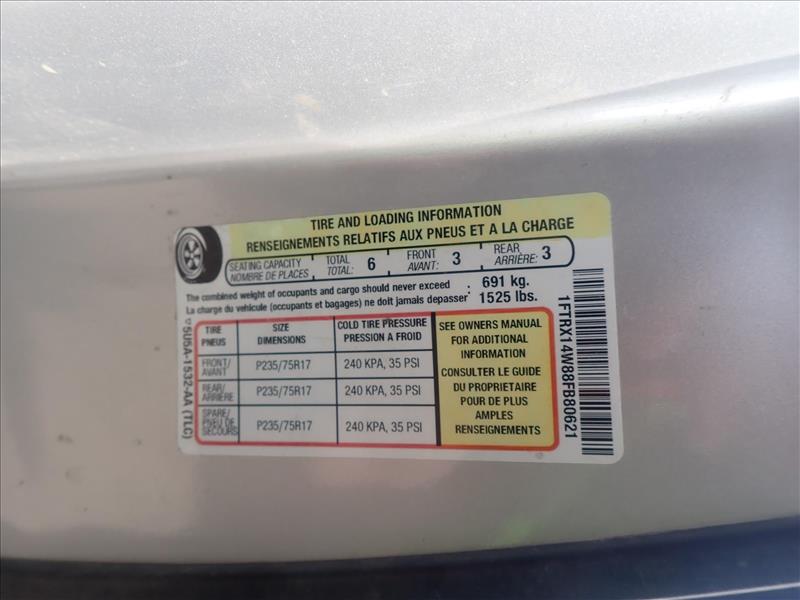 TIRE AND LOADING INFORMATION
RENSEIGNEMENTS RELATIFS AUX PNEUS ET A LA CHARGE
SEATING CAPACITY
NOMBRE DE PLACES
TOTAL
TOTAL: 6
FRONT
AVANT: 3
REAR
ARRIÈRE: 3
The combined weight of occupants and cargo should never exceed : 691 kg.
La charge du vehicule (occupants et bagages) ne doit jamais depasser 1525 lbs.
TIRE
PNEUS
SIZE
DIMENSIONS
COLD TIRE PRESSURE
PRESSION A FROID
FRONT/
AVANT
P235/75R17
240 KPA, 35 PSI
REAR/
ARRIERE
P235/75R17
240 KPA, 35 PSI
SPARE/
PNEU DE
SECOURS
P235/75R17
240 KPA, 35 PSI
SEE OWNERS MANUAL
FOR ADDITIONAL
INFORMATION
CONSULTER LE GUIDE
DU PROPRIETAIRE
POUR DE PLUS
AMPLES
RENSEIGNEMENTS
5U5A-1532-AA (TLC)
1FTRX14W88FB80621